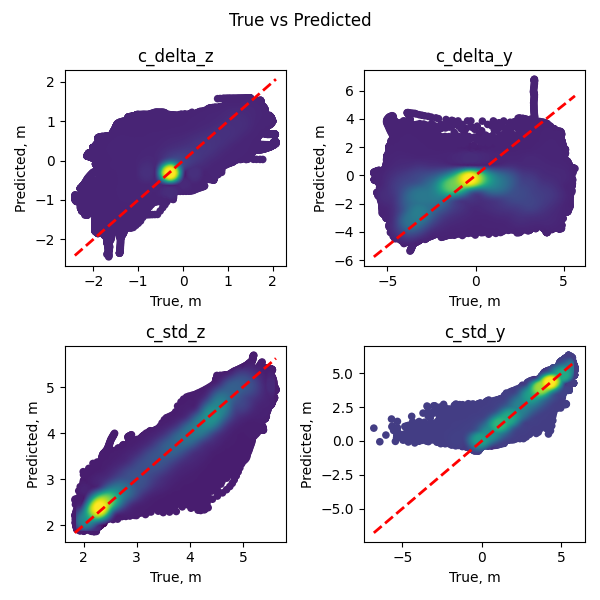 True vs Predicted
c_delta_z
c_delta_y
Predicted, m
2
1
0
−1
−2
−2
−1
0
1
2
True, m
Predicted, m
6
4
2
0
−2
−4
−6
−5
0
5
True, m
c_std_z
c_std_y
Predicted, m
5
4
3
2
2
3
4
5
True, m
Predicted, m
5.0
2.5
0.0
−2.5
−5.0
−5
0
5
True, m